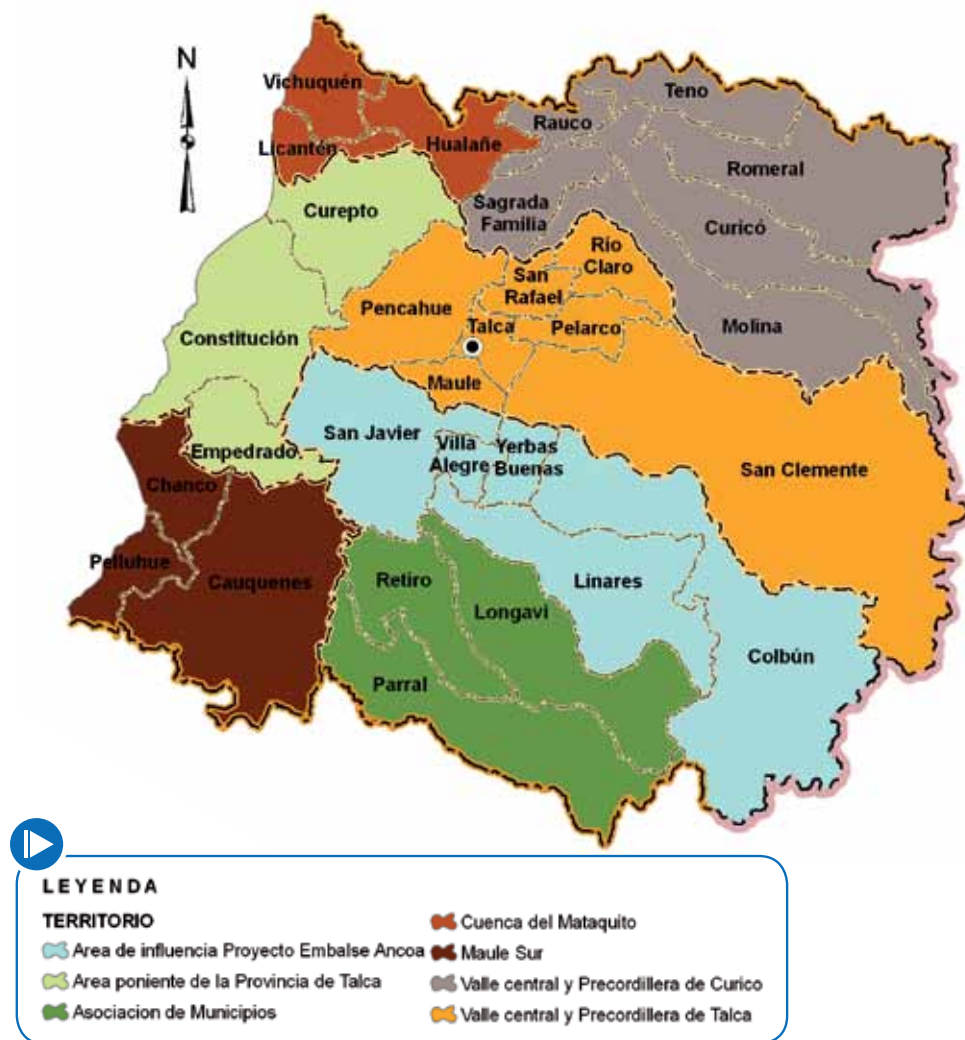 N
Vichuquén
Teno
Rauco
Licantén
Hualañe
Romeral
Sagrada
Familia
Curepto
Curicó
Río
Claro
San
Rafael
Pencahue
Talca
Pelarco
Molina
Constitución
Maule
San Javier
Villa
Alegre
Yerbas
Buenas
Empedrado
San Clemente
Chanco
Pelluhue
Cauquenes
Retiro
Linares
Longavi
Colbún
Parral
LEYENDA
TERRITORIO
Area de influencia Proyecto Embalse Ancoa
Area poniente de la Provincia de Talca
Asociacion de Municipios
Cuenca del Mataquito
Maule Sur
Valle central y Precordillera de Curico
Valle central y Precordillera de Talca